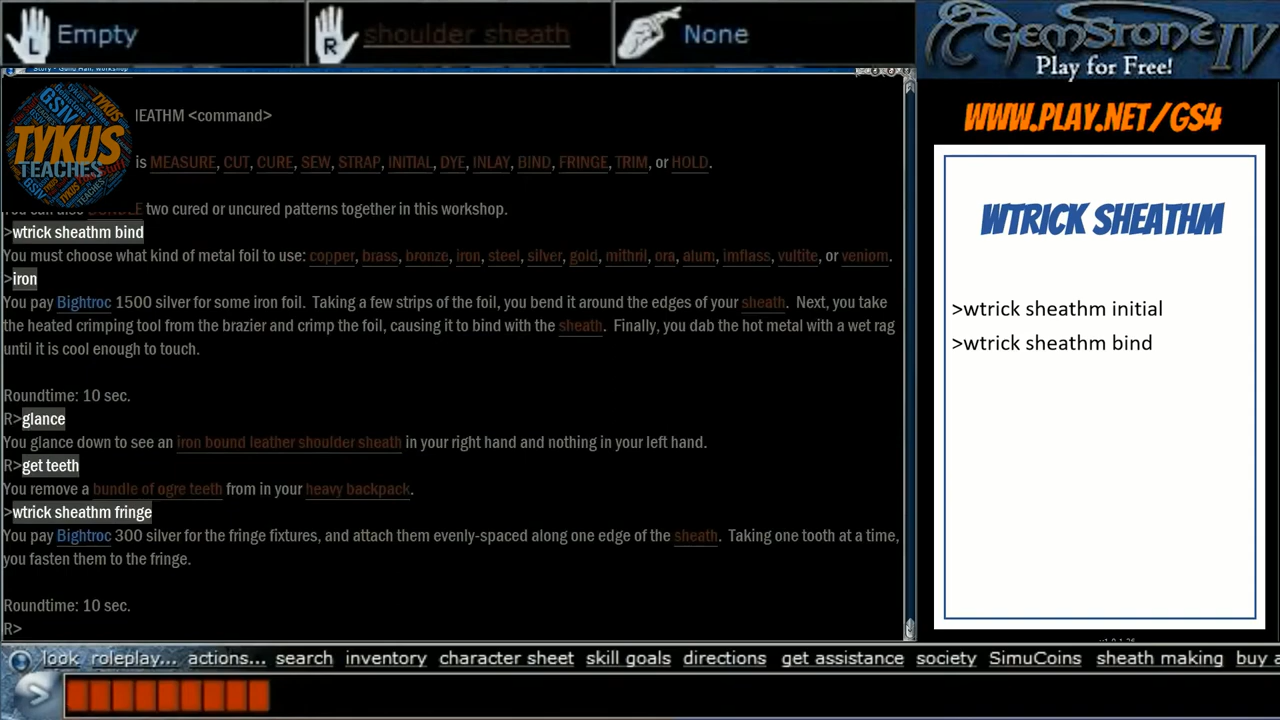 L Empty
R shoulder sheath
None
GEMSTONE IV
Play for Free!
Story - Guild Hall, Workshop
TYKUS
TEACHES
EATHM <command>
is MEASURE, CUT, CURE, SEW, STRAP, INITIAL, DYE, INLAY, BIND, FRINGE, TRIM, or HOLD.
two cured or uncured patterns together in this workshop.
>wtrick sheathm bind
You must choose what kind of metal foil to use: copper, brass, bronze, iron, steel, silver, gold, mithril, ora, alum, imflass, vultite, or veniom.
>iron
You pay Bightroc 1500 silver for some iron foil. Taking a few strips of the foil, you bend it around the edges of your sheath. Next, you take
the heated crimping tool from the brazier and crimp the foil, causing it to bind with the sheath. Finally, you dab the hot metal with a wet rag
until it is cool enough to touch.
Roundtime: 10 sec.
R>glance
You glance down to see an iron bound leather shoulder sheath in your right hand and nothing in your left hand.
R>get teeth
You remove a bundle of ogre teeth from in your heavy backpack.
>wtrick sheathm fringe
You pay Bightroc 300 silver for the fringe fixtures, and attach them evenly-spaced along one edge of the sheath. Taking one tooth at a time,
you fasten them to the fringe.
Roundtime: 10 sec.
R>
WWW.PLAY.NET/GS4
WTRICK SHEATHM
>wtrick sheathm initial
>wtrick sheathm bind
look roleplay... actions... search inventory character sheet skill goals directions get assistance society SimuCoins sheath making buy a
>